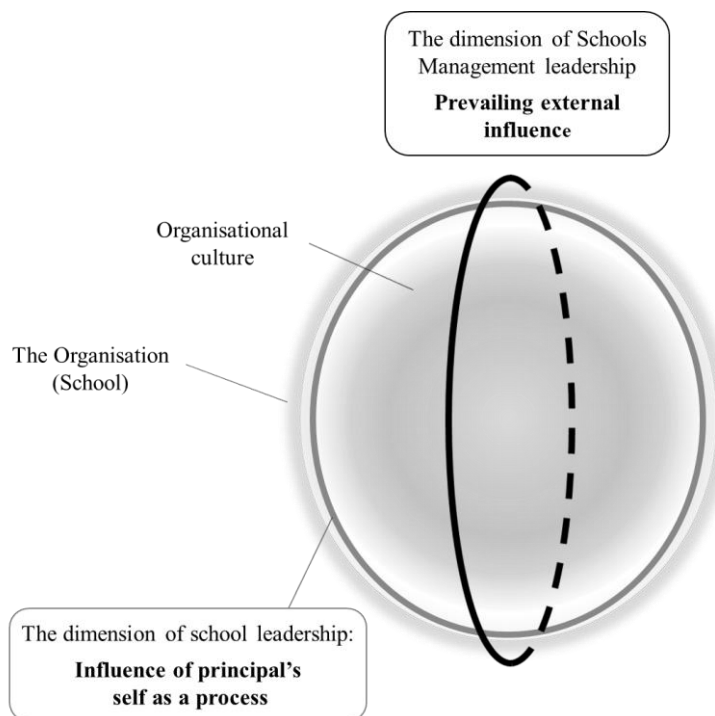 The dimension of Schools
Management leadership
Prevailing external
influence
Organisational
culture
The Organisation
(School)
The dimension of school leadership:
Influence of principal's
self as a process